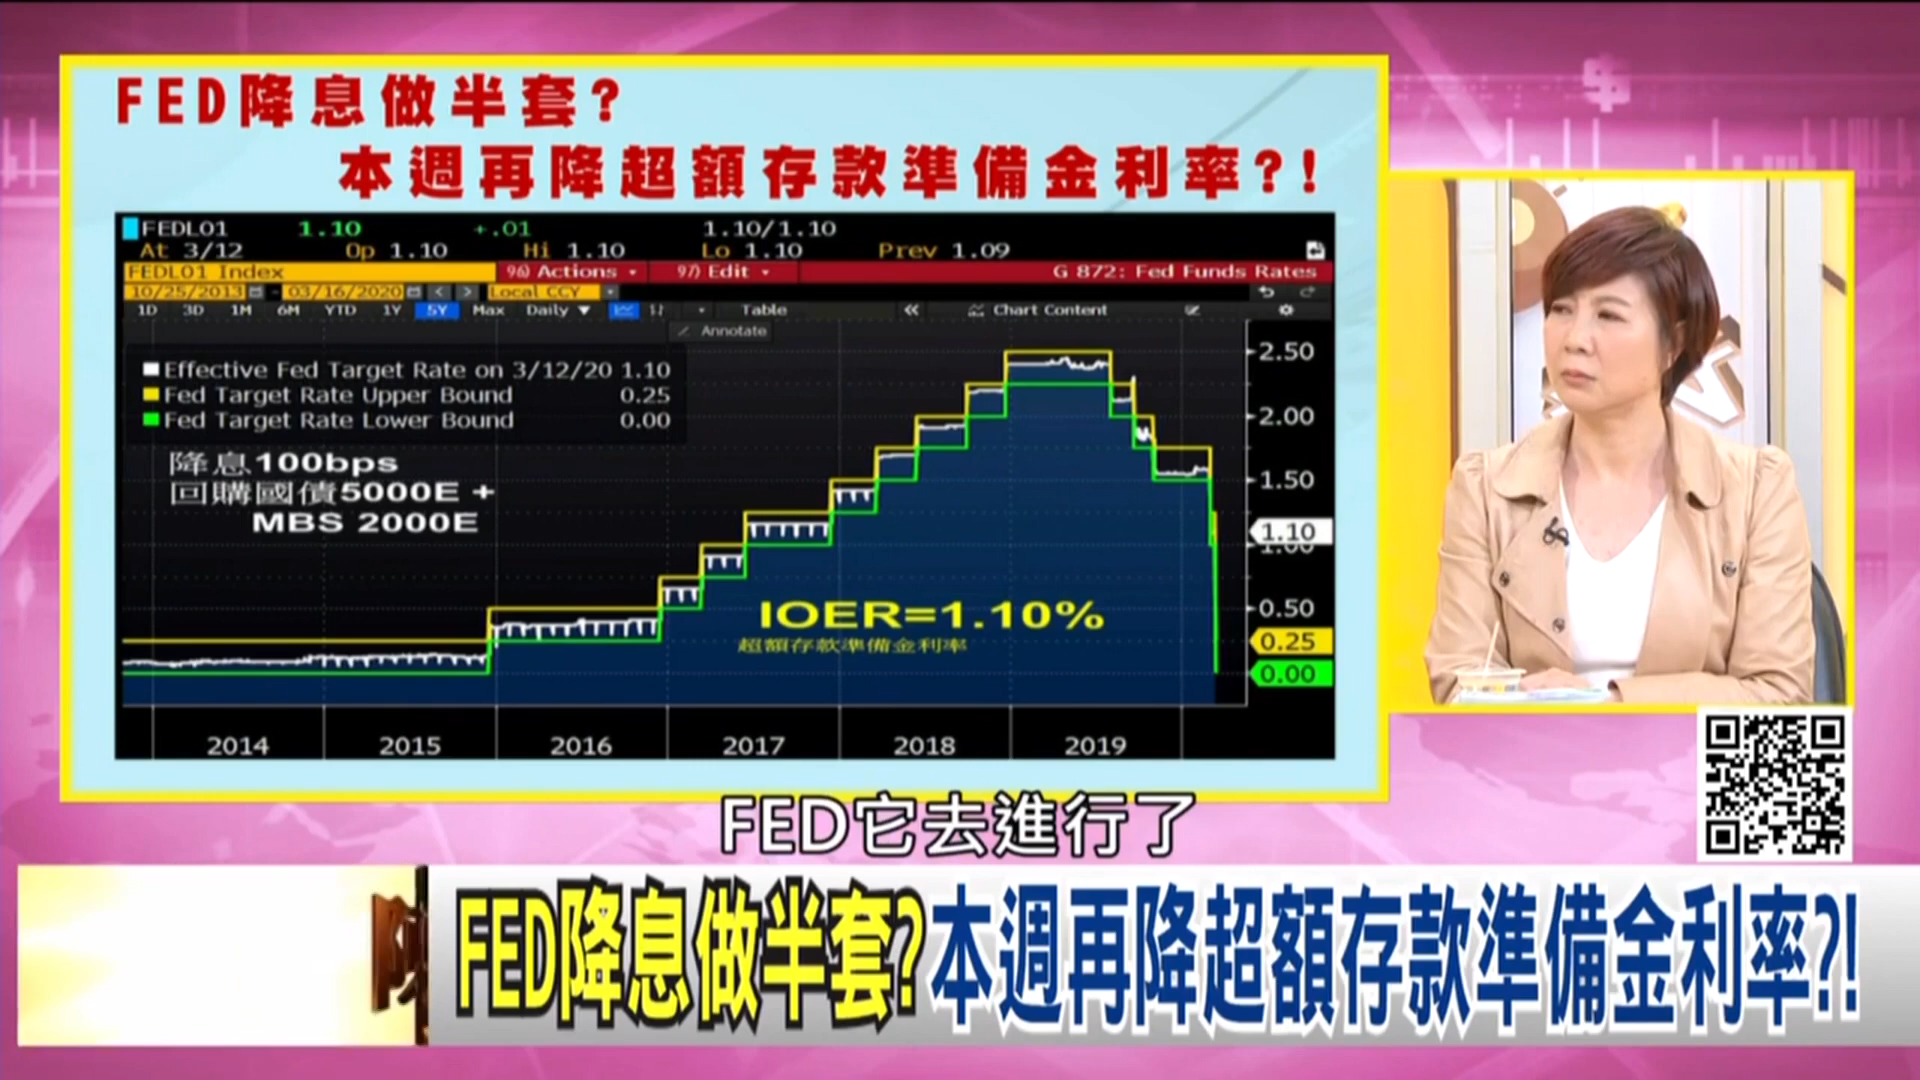 FED降息做半套?
本週再降超額存款準備金利率?!
FEDL01 1.10 +.01 1.10/1.10
At 3/12 Op 1.10 Hi 1.10 Lo 1.10 Prev 1.09
FEDL01 Index 96) Actions 97) Edit G 872: Fed Funds Rates
10/25/2013 - 03/16/2020 < > Local CCY
1D 3D 1M 6M YTD 1Y 5Y Max Daily ▼ Table « Chart Content
Annotate
Effective Fed Target Rate on 3/12/20 1.10
Fed Target Rate Upper Bound 0.25
Fed Target Rate Lower Bound 0.00
降息100bps
回購國債5000E +
MBS 2000E
IOER=1.10%
超額存款準備金利率
2.50
2.00
1.50
1.10
1.00
0.50
0.25
0.00
2014 2015 2016 2017 2018 2019
FED它去進行了
FED降息做半套?本週再降超額存款準備金利率?!